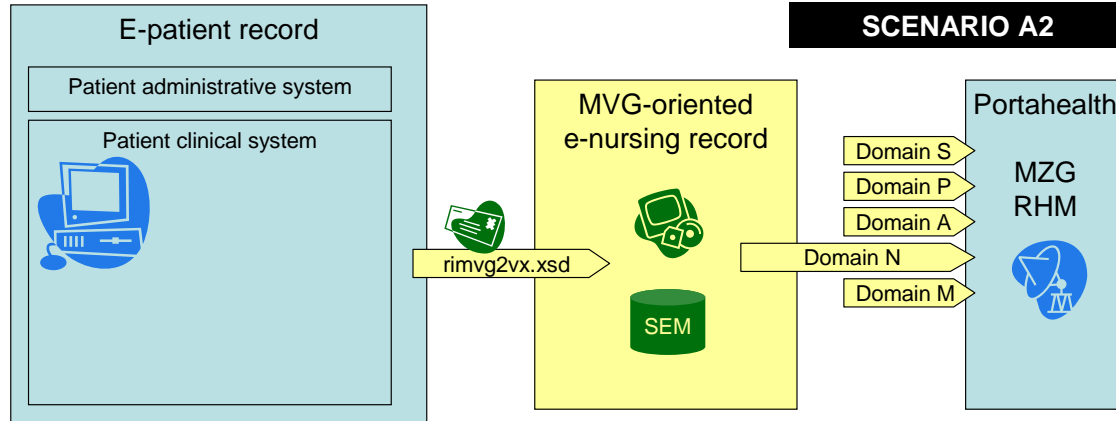 E-patient record
Patient administrative system
Patient clinical system
rimvg2vx.xsd
MVG-oriented
e-nursing record
SEM
SCENARIO A2
Domain S
Domain P
Domain A
Domain N
Domain M
Portahealth
MZG
RHM